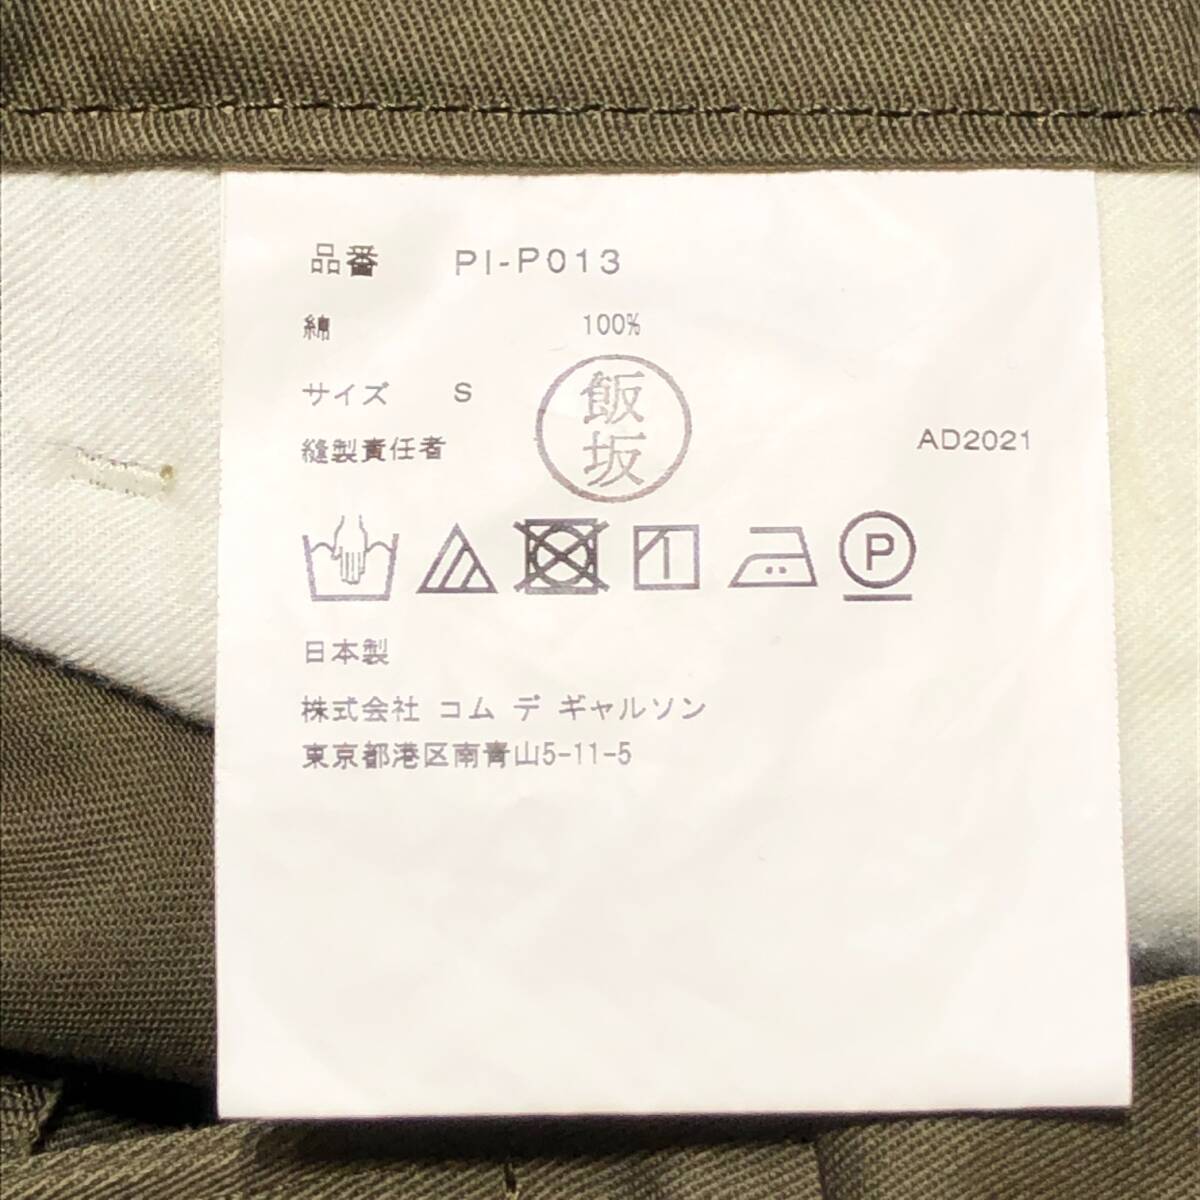 品番 PI-P013
綿 100%
サイズ S
縫製責任者 飯坂 AD2021
P
日本製
株式会社 コム デ ギャルソン
東京都港区南青山5-11-5